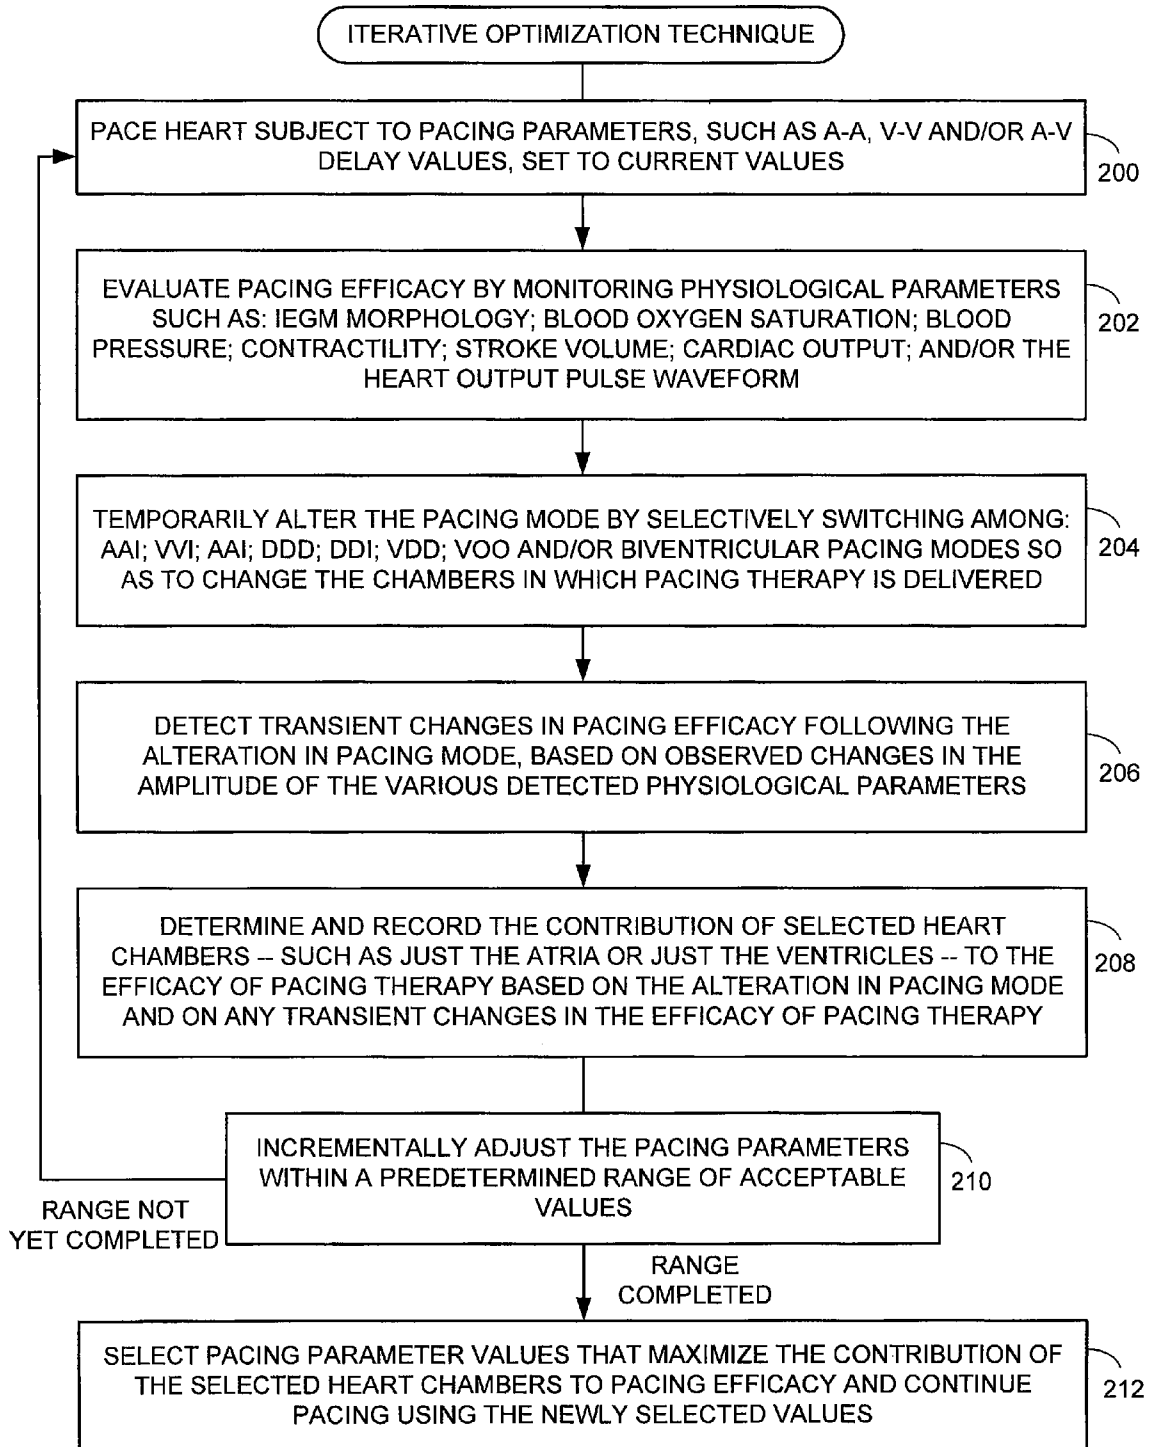 ITERATIVE OPTIMIZATION TECHNIQUE
PACE HEART SUBJECT TO PACING PARAMETERS, SUCH AS A-A, V-V AND/OR A-V
DELAY VALUES, SET TO CURRENT VALUES
200
EVALUATE PACING EFFICACY BY MONITORING PHYSIOLOGICAL PARAMETERS
SUCH AS: IEGM MORPHOLOGY; BLOOD OXYGEN SATURATION; BLOOD
PRESSURE; CONTRACTILITY; STROKE VOLUME; CARDIAC OUTPUT; AND/OR THE
HEART OUTPUT PULSE WAVEFORM
202
TEMPORARILY ALTER THE PACING MODE BY SELECTIVELY SWITCHING AMONG:
AAI; VVI; AAI; DDD; DDI; VDD; VOO AND/OR BIVENTRICULAR PACING MODES SO
AS TO CHANGE THE CHAMBERS IN WHICH PACING THERAPY IS DELIVERED
204
DETECT TRANSIENT CHANGES IN PACING EFFICACY FOLLOWING THE
ALTERATION IN PACING MODE, BASED ON OBSERVED CHANGES IN THE
AMPLITUDE OF THE VARIOUS DETECTED PHYSIOLOGICAL PARAMETERS
206
DETERMINE AND RECORD THE CONTRIBUTION OF SELECTED HEART
CHAMBERS -- SUCH AS JUST THE ATRIA OR JUST THE VENTRICLES -- TO THE
EFFICACY OF PACING THERAPY BASED ON THE ALTERATION IN PACING MODE
AND ON ANY TRANSIENT CHANGES IN THE EFFICACY OF PACING THERAPY
208
INCREMENTALLY ADJUST THE PACING PARAMETERS
WITHIN A PREDETERMINED RANGE OF ACCEPTABLE
VALUES
210
RANGE NOT
YET COMPLETED
RANGE
COMPLETED
SELECT PACING PARAMETER VALUES THAT MAXIMIZE THE CONTRIBUTION OF
THE SELECTED HEART CHAMBERS TO PACING EFFICACY AND CONTINUE
PACING USING THE NEWLY SELECTED VALUES
212